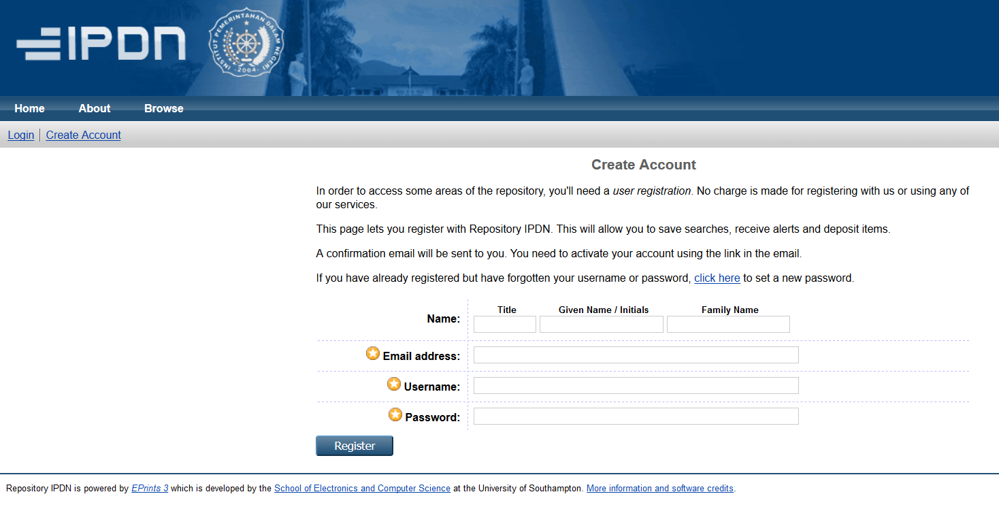 IPDN
INSTITUT PEMERINTAHAN DALAM NEGERI
2004
Home About Browse
Login Create Account
Create Account
In order to access some areas of the repository, you'll need a user registration. No charge is made for registering with us or using any of
our services.
This page lets you register with Repository IPDN. This will allow you to save searches, receive alerts and deposit items.
A confirmation email will be sent to you. You need to activate your account using the link in the email.
If you have already registered but have forgotten your username or password, click here to set a new password.
Title Given Name / Initials Family Name
Name:
Email address:
Username:
Password:
Register
Repository IPDN is powered by EPrints 3 which is developed by the School of Electronics and Computer Science at the University of Southampton. More information and software credits.